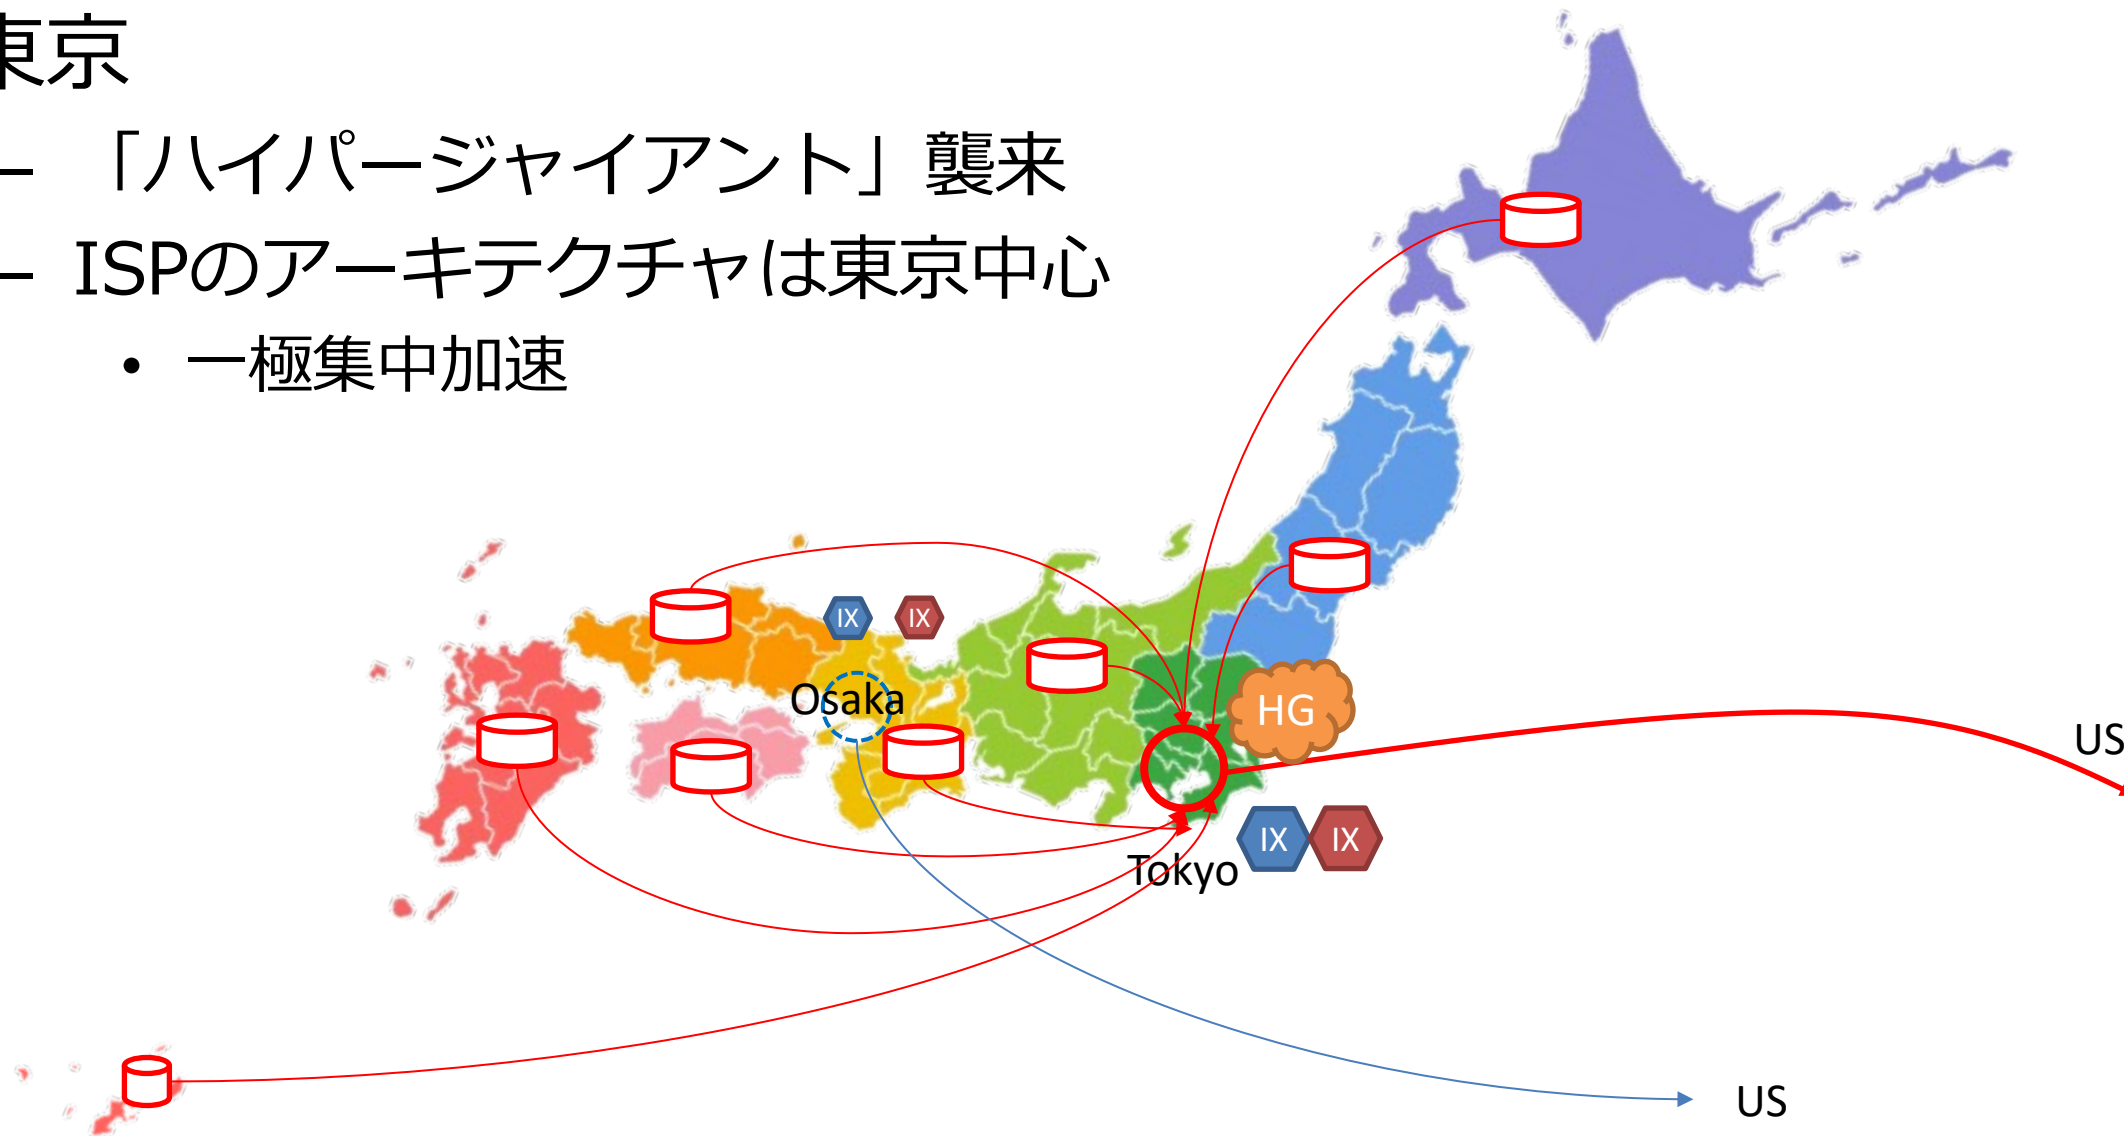 東京
– 「ハイパージャイアント」襲来
– ISPのアーキテクチャは東京中心
• 一極集中加速
IX IX
Osaka
HG
US
IX IX
Tokyo
US